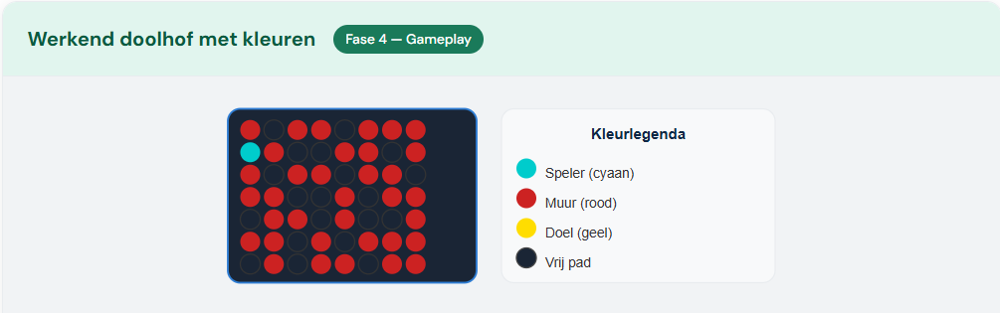 Werkend doolhof met kleuren
Fase 4 — Gameplay
Kleurlegenda
Speler (cyaan)
Muur (rood)
Doel (geel)
Vrij pad